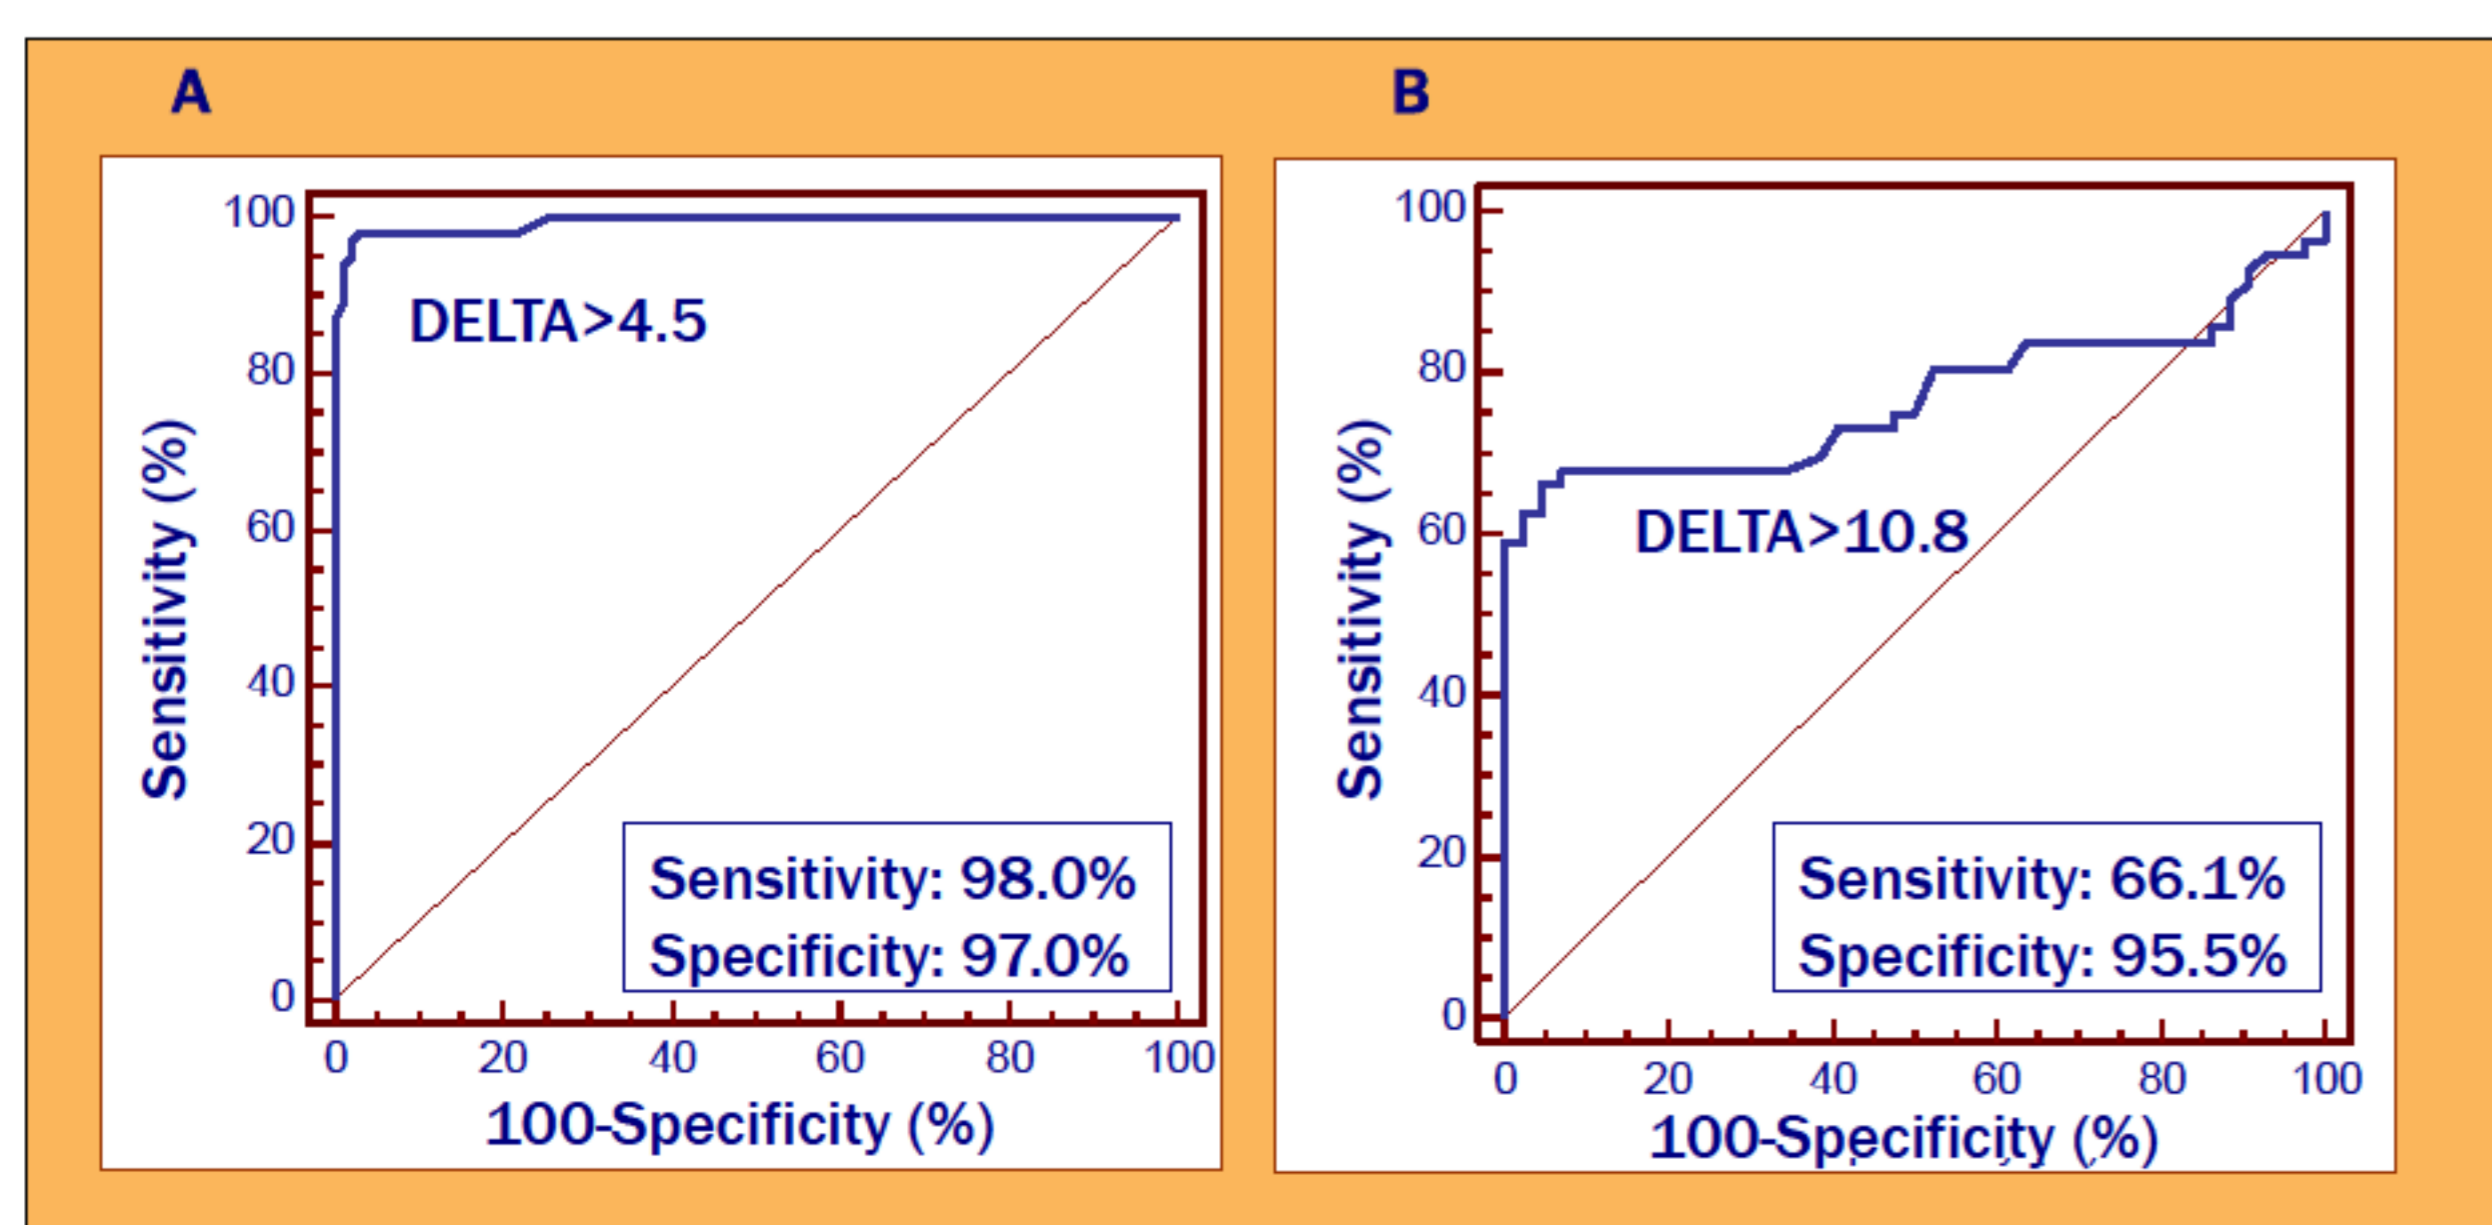 A
B
100
80
60
40
20
0
Sensitivity (%)
DELTA>4.5
Sensitivity: 98.0%
Specificity: 97.0%
0 20 40 60 80 100
100-Specificity (%)
100
80
60
40
20
0
Sensitivity (%)
DELTA>10.8
Sensitivity: 66.1%
Specificity: 95.5%
0 20 40 60 80 100
100-Specificity (%)